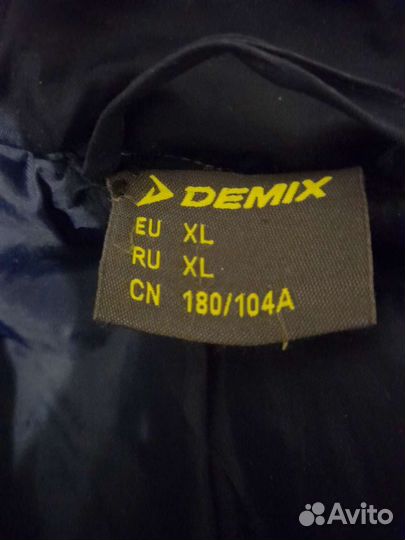 DEMIX
EU XL
RU XL
CN 180/104A
Avito